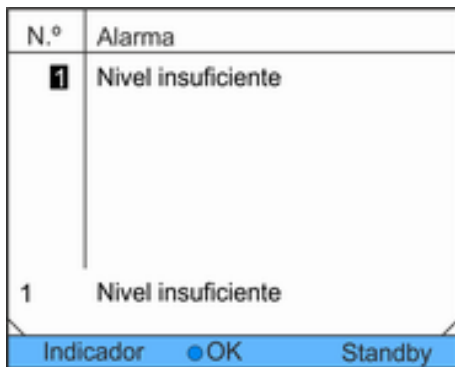 N.º Alarma
1 Nivel insuficiente
1 Nivel insuficiente
Indicador OK Standby